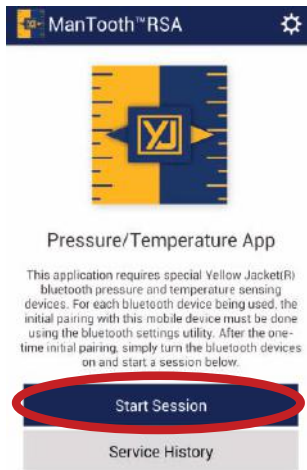 ManTooth™RSA
YJ
Pressure/Temperature App
This application requires special Yellow Jacket(R)
bluetooth pressure and temperature sensing
devices. For each bluetooth device being used, the
initial pairing with this mobile device must be done
using the bluetooth settings utility. After the one-
time initial pairing, simply turn the bluetooth devices
on and start a session below.
Start Session
Service History